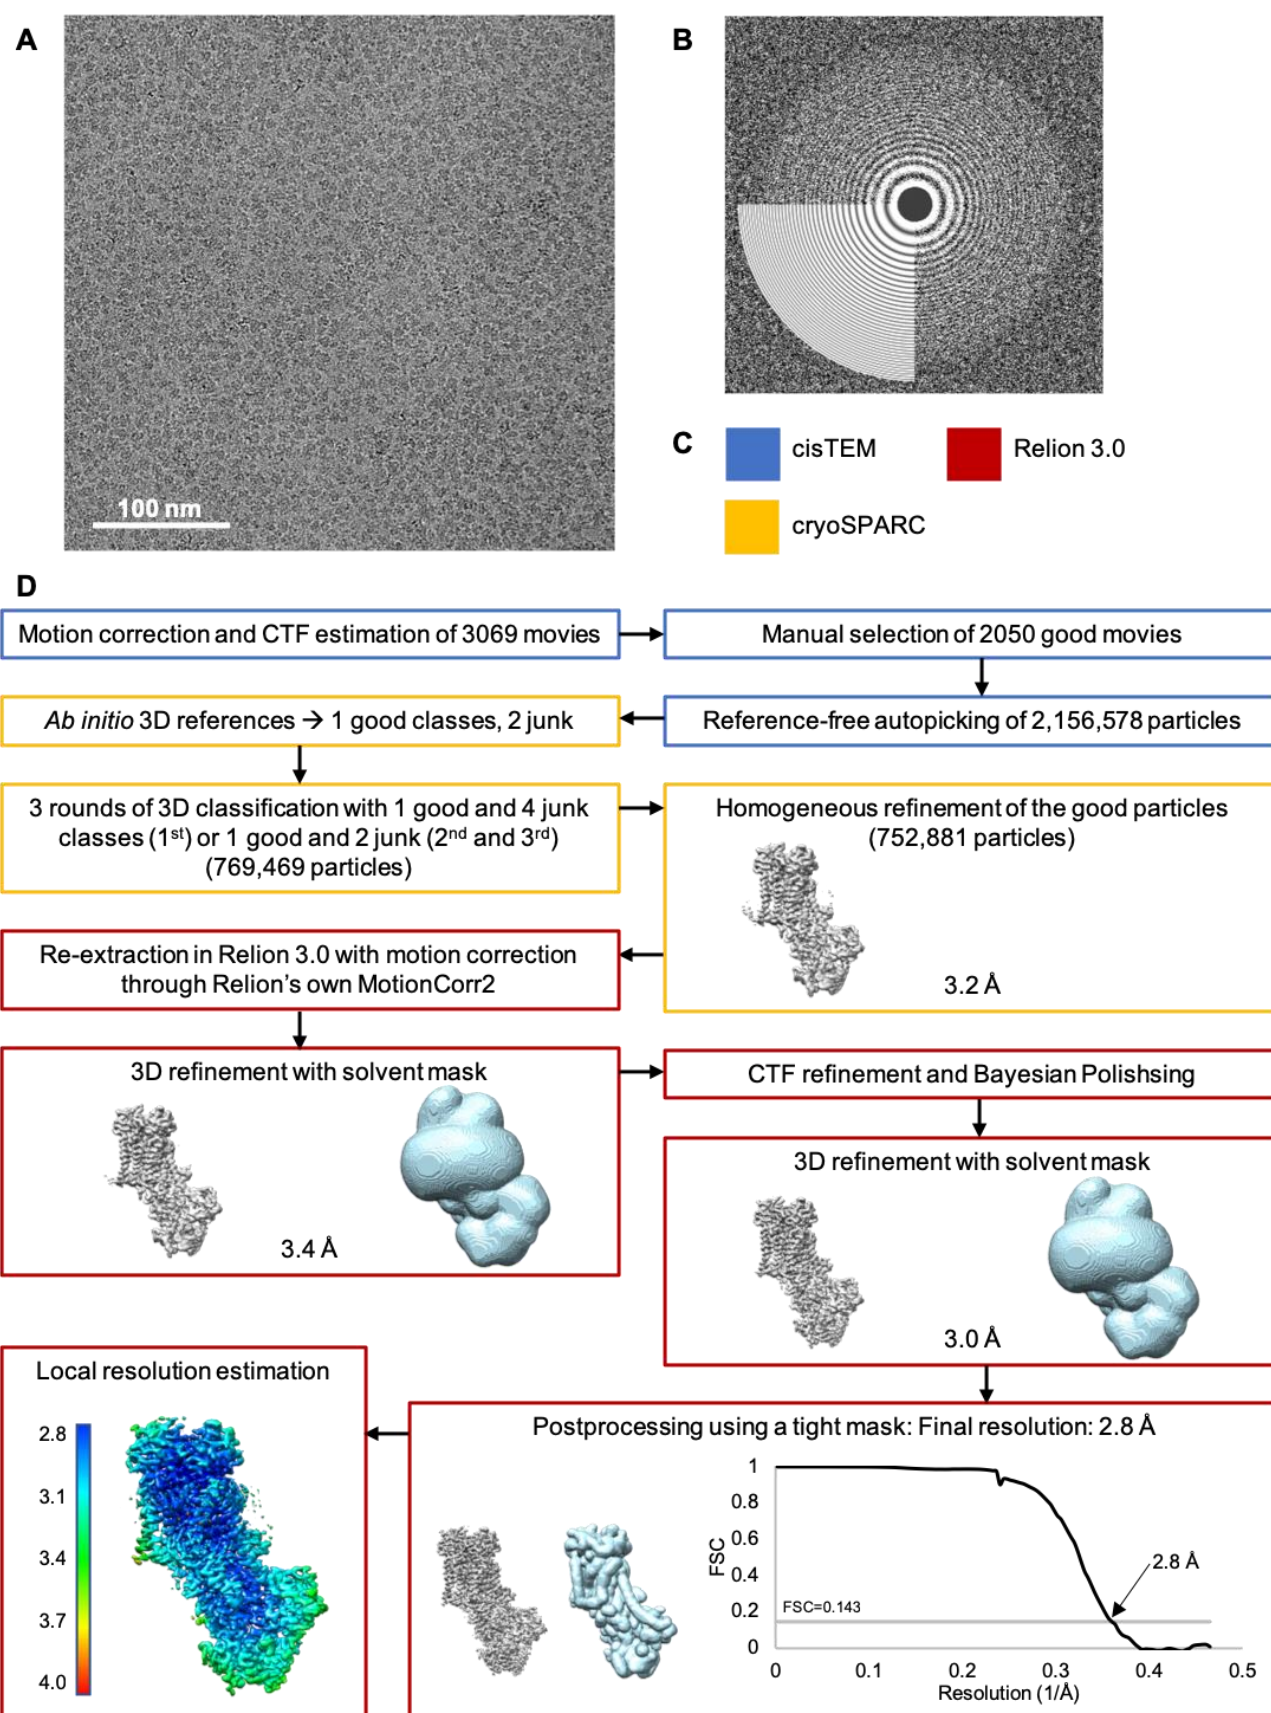 A
B
100 nm
C
cisTEM
Relion 3.0
cryoSPARC
D
Motion correction and CTF estimation of 3069 movies
Manual selection of 2050 good movies
Ab initio 3D references → 1 good classes, 2 junk
Reference-free autopicking of 2,156,578 particles
3 rounds of 3D classification with 1 good and 4 junk
classes (1st) or 1 good and 2 junk (2nd and 3rd)
(769,469 particles)
Homogeneous refinement of the good particles
(752,881 particles)
3.2 Å
Re-extraction in Relion 3.0 with motion correction
through Relion's own MotionCorr2
3D refinement with solvent mask
3.4 Å
CTF refinement and Bayesian Polishsing
3D refinement with solvent mask
3.0 Å
Local resolution estimation
2.8
3.1
3.4
3.7
4.0
Postprocessing using a tight mask: Final resolution: 2.8 Å
1
0.8
0.6
0.4
0.2
0
FSC
2.8 Å
FSC=0.143
0 0.1 0.2 0.3 0.4 0.5
Resolution (1/Å)